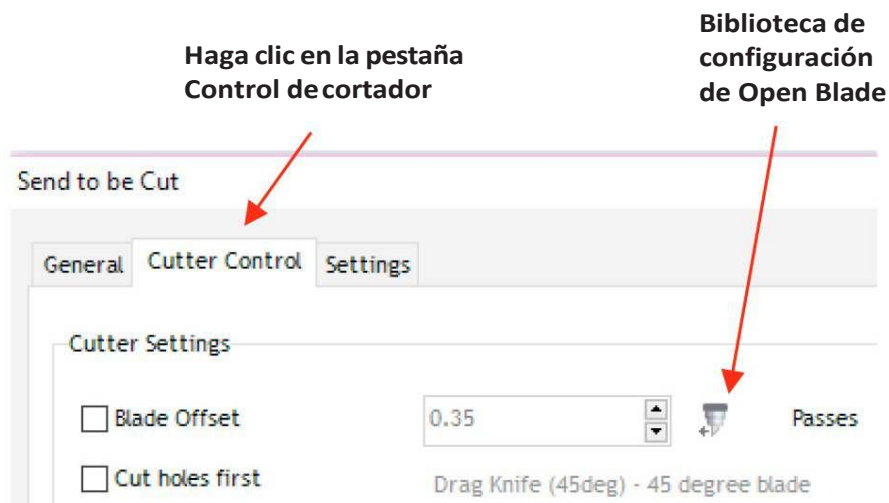 Haga clic en la pestaña
Control de cortador
Biblioteca de
configuración
de Open Blade
Send to be Cut
General Cutter Control Settings
Cutter Settings
Blade Offset 0.35 Passes
Cut holes first Drag Knife (45deg) - 45 degree blade